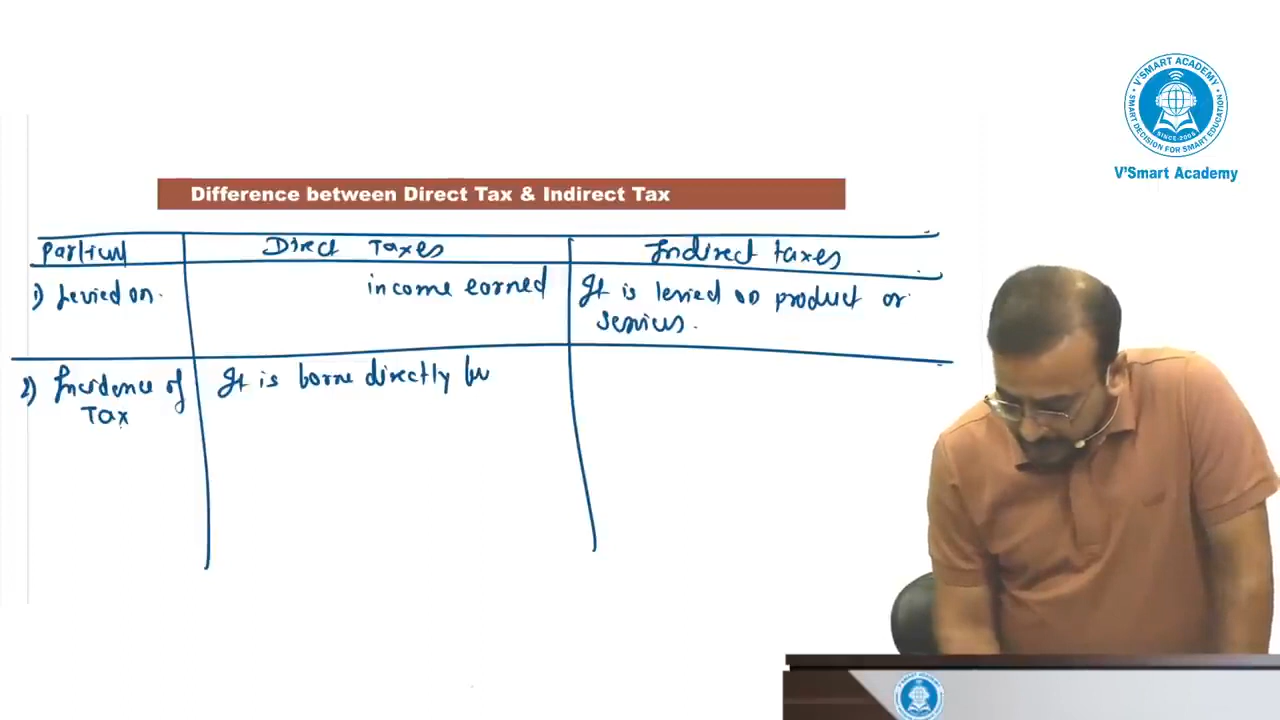 V'SMART ACADEMY
SMART DECISION FOR SMART EDUCATION
SINCE-2006
V'Smart Academy
Difference between Direct Tax & Indirect Tax
Direct Taxes
Indirect taxes
1) Levied on.
income earned
It is levied on product or
services.
2) Incidence of
Tax
It is borne directly by
V'SMART ACADEMY